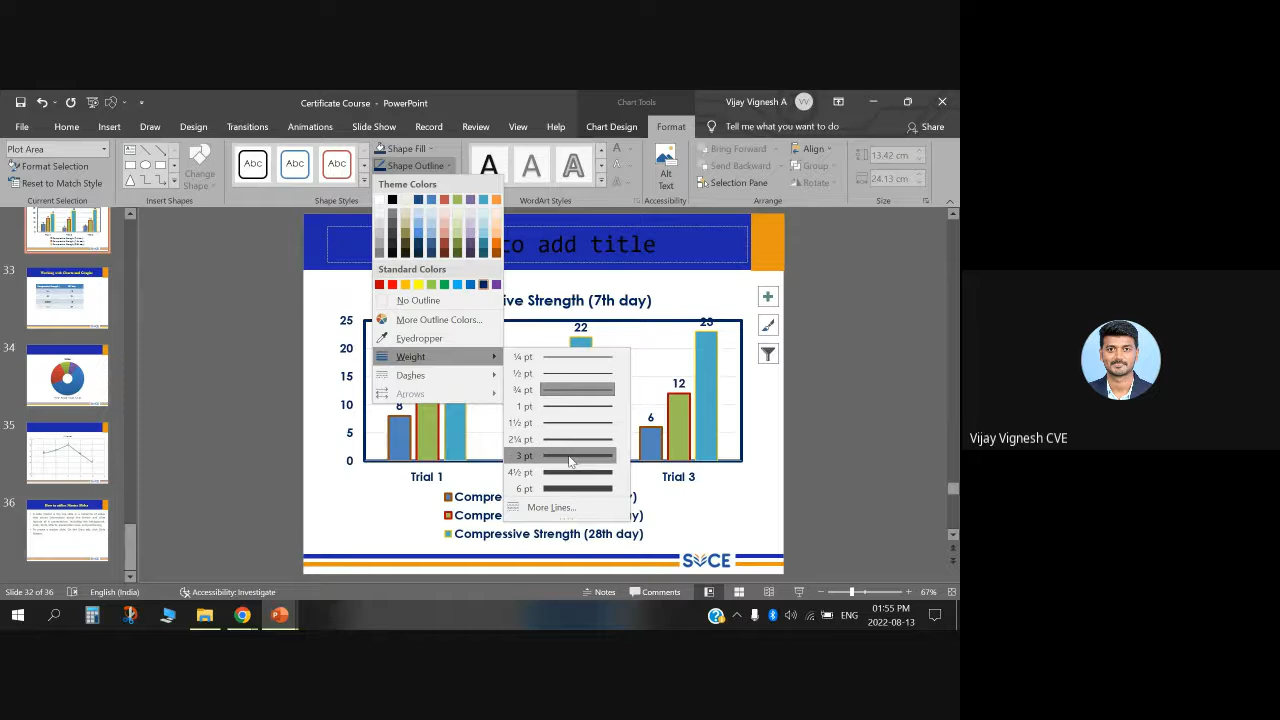 Certificate Course - PowerPoint
Chart Tools
Vijay Vignesh A
VV
File
Home
Insert
Draw
Design
Transitions
Animations
Slide Show
Record
Review
View
Help
Chart Design
Format
Tell me what you want to do
Share
Plot Area
Format Selection
Reset to Match Style
Current Selection
Change
Shape
Insert Shapes
Abc
Abc
Abc
Shape Fill
Shape Outline
Shape Styles
A
A
A
WordArt Styles
Alt
Text
Accessibility
Bring Forward
Send Backward
Selection Pane
Align
Group
Rotate
Arrange
13.42 cm
24.13 cm
Size
Theme Colors
Standard Colors
No Outline
More Outline Colors...
Eyedropper
Weight
Dashes
Arrows
¼ pt
½ pt
¾ pt
1 pt
1½ pt
2¼ pt
3 pt
4½ pt
6 pt
More Lines...
33
Working with Charts and Graphs
34
35
36
How to utilize Master Slides
to add title
ive Strength (7th day)
25
20
15
10
5
0
8
22
6
12
23
Trial 1
Trial 3
Compre
)
Compre
)
Compressive Strength (28th day)
SVCE
Slide 32 of 36
English (India)
Accessibility: Investigate
Notes
Comments
67%
ENG
01:55 PM
2022-08-13
Vijay Vignesh CVE